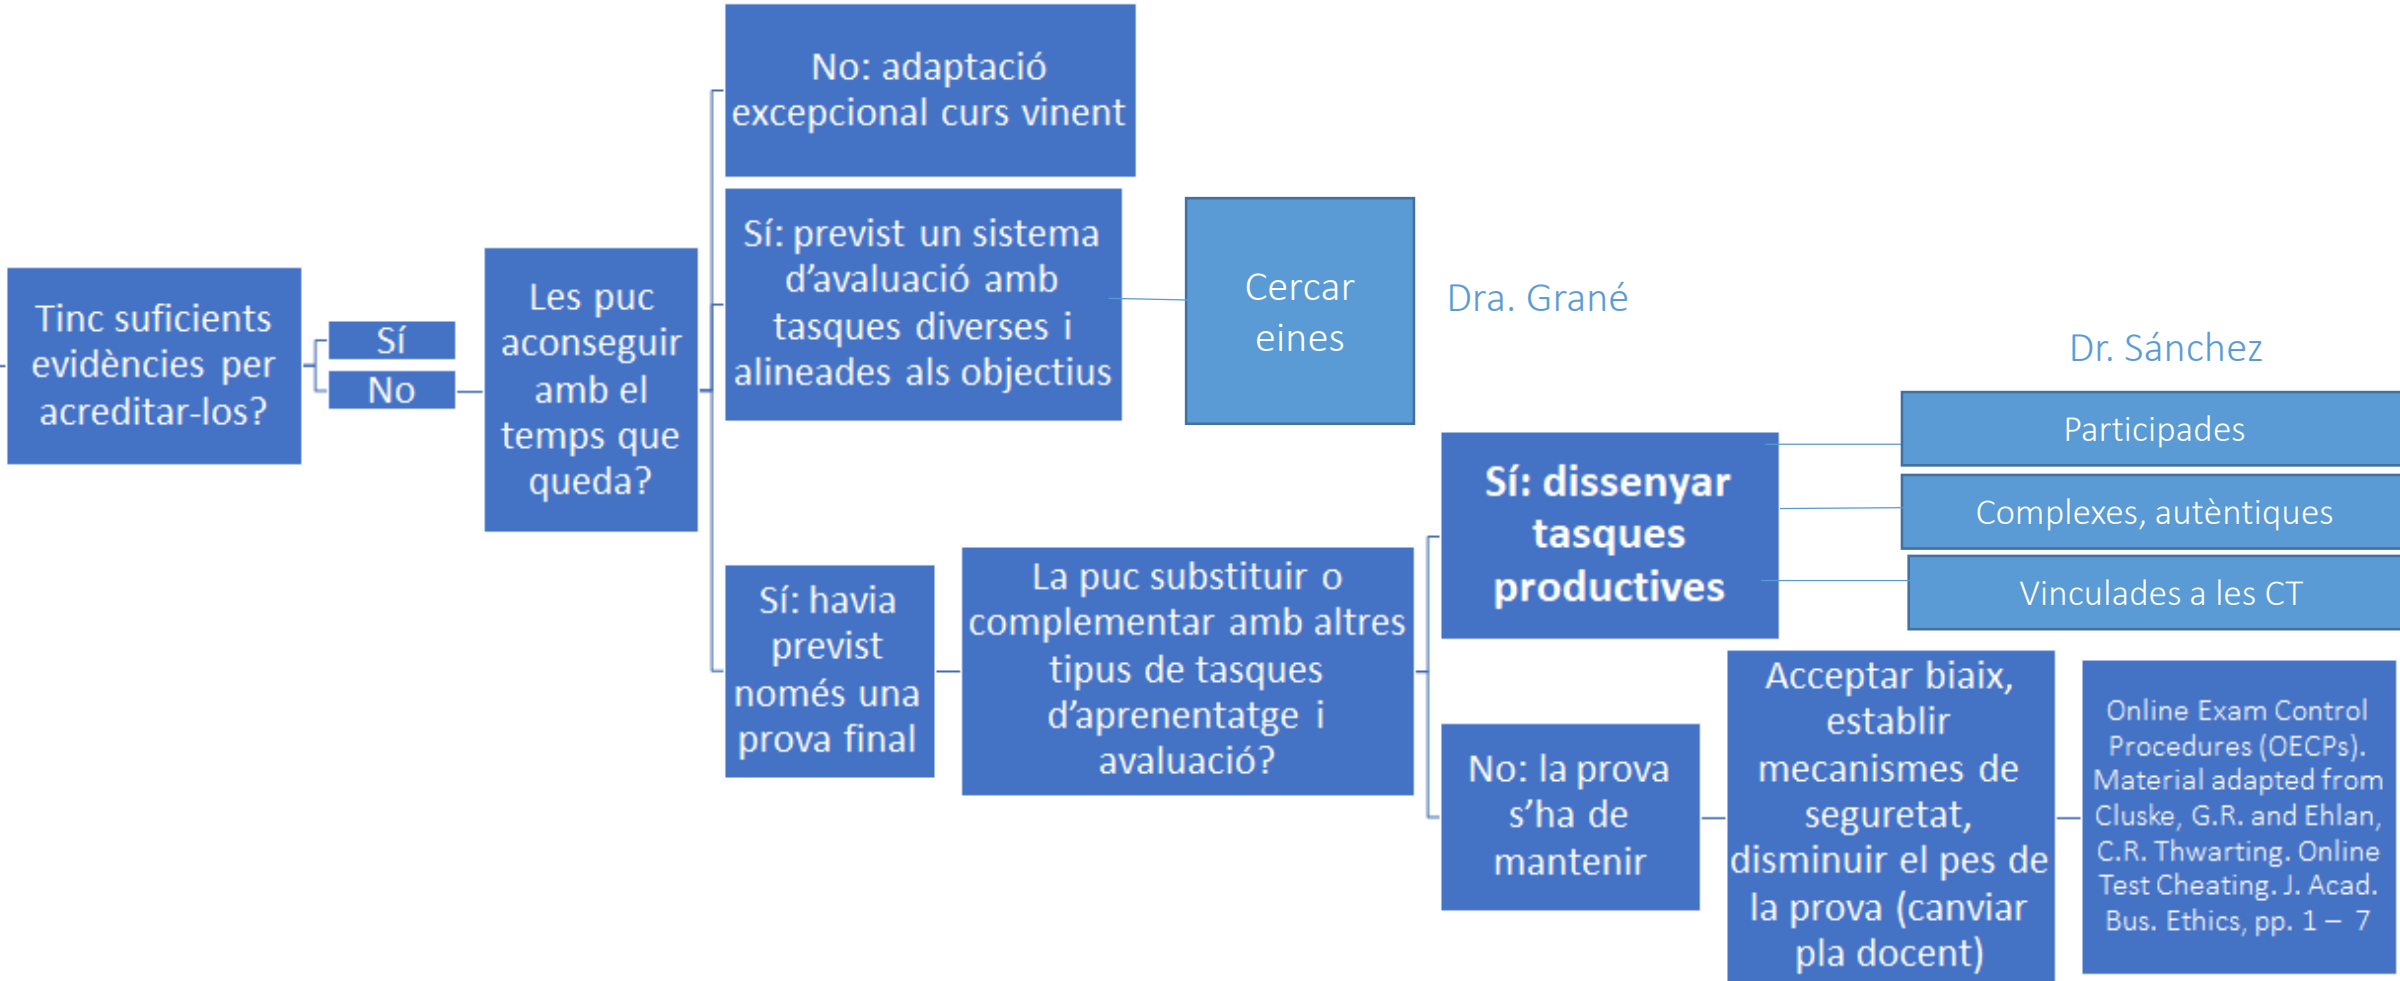 Tinc suficients
evidències per
acreditar-los?
Sí
No
Les puc
aconseguir
amb el
temps que
queda?
No: adaptació
excepcional curs vinent
Sí: previst un sistema
d’avaluació amb
tasques diverses i
alineades als objectius
Cercar
eines
Dra. Grané
Sí: havia
previst
només una
prova final
La puc substituir o
complementar amb altres
tipus de tasques
d’aprenentatge i
avaluació?
Sí: dissenyar
tasques
productives
Dr. Sánchez
Participades
Complexes, autèntiques
Vinculades a les CT
No: la prova
s’ha de
mantenir
Acceptar biaix,
establir
mecanismes de
seguretat,
disminuir el pes de
la prova (canviar
pla docent)
Online Exam Control
Procedures (OECPs).
Material adapted from
Cluske, G.R. and Ehlan,
C.R. Thwarting. Online
Test Cheating. J. Acad.
Bus. Ethics, pp. 1 – 7